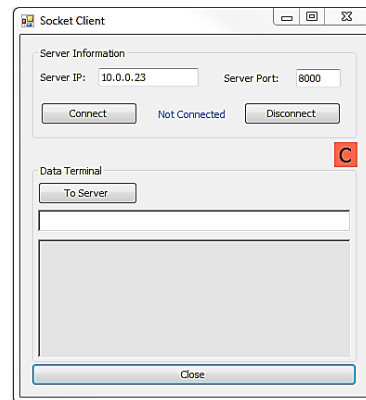 Socket Client
Server Information
Server IP: 10.0.0.23 Server Port: 8000
Connect Not Connected Disconnect
C
Data Terminal
To Server
Close